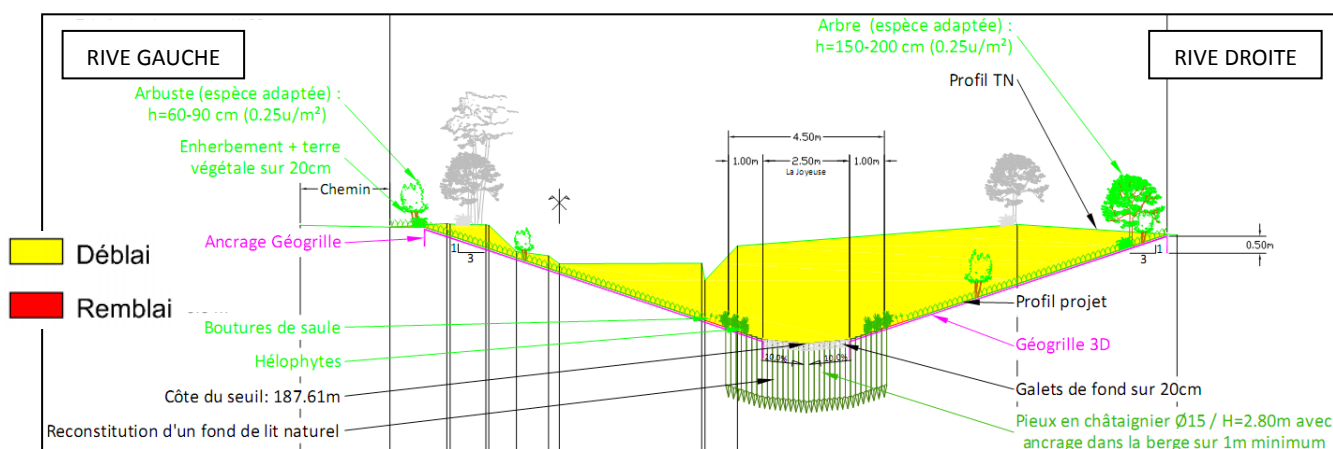 RIVE GAUCHE
Arbre (espèce adaptée) :
h=150-200 cm (0.25u/m²)
RIVE DROITE
Profil TN
Arbuste (espèce adaptée) :
h=60-90 cm (0.25u/m²)
Enherbement + terre
végétale sur 20cm
4.50m
1.00m
2.50m
1.00m
La Joyeuse
Chemin
Ancrage Géogrille
1
3
0.50m
1
3
Déblai
Remblai
Profil projet
Boutures de saule
Géogrille 3D
Hélophytes
10.0%
10.0%
Côte du seuil: 187.61m
Galets de fond sur 20cm
Reconstitution d'un fond de lit naturel
Pieux en châtaignier Ø15 / H=2.80m avec
ancrage dans la berge sur 1m minimum